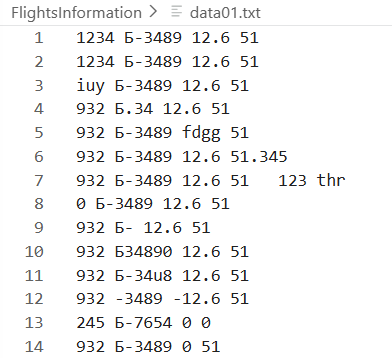 FlightsInformation > data01.txt
1 1234 Б-3489 12.6 51
2 1234 Б-3489 12.6 51
3 iuy Б-3489 12.6 51
4 932 Б.34 12.6 51
5 932 Б-3489 fdgg 51
6 932 Б-3489 12.6 51.345
7 932 Б-3489 12.6 51   123 thr
8 0 Б-3489 12.6 51
9 932 Б- 12.6 51
10 932 Б34890 12.6 51
11 932 Б-34u8 12.6 51
12 932 -3489 -12.6 51
13 245 Б-7654 0 0
14 932 Б-3489 0 51